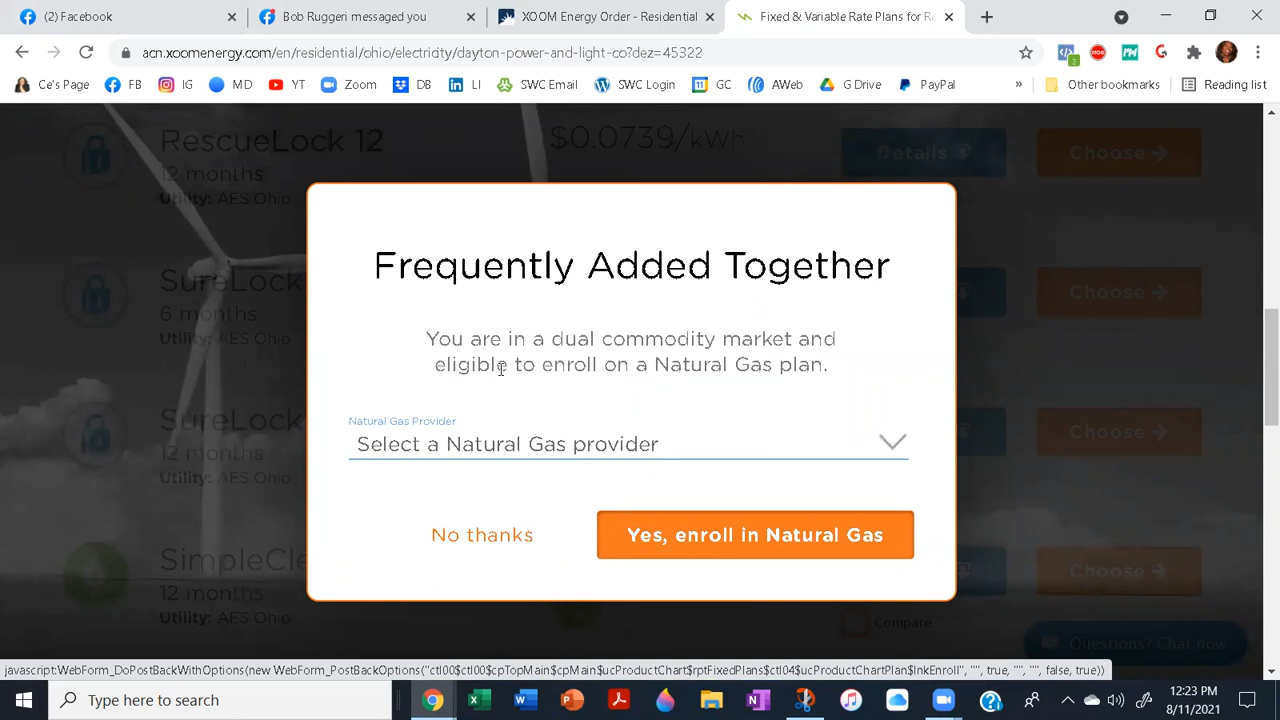 (2) Facebook
Bob Ruggeri messaged you
XOOM Energy Order - Residential
Fixed & Variable Rate Plans for Re
acn.xoomenergy.com/en/residential/ohio/electricity/dayton-power-and-light-co?dez=45322
2
Ce's Page
FB
IG
MD
YT
Zoom
DB
LI
SWC Email
SWC Login
GC
AWeb
G Drive
PayPal
»
Other bookmarks
Reading list
RescueLock 12
12 months
Utility: AES Ohio
$0.0739/kWh
Details
Choose
SureLock
6 months
Utility: AES Ohio
Choose
SureLock
12 months
Utility: AES Ohio
Choose
SimpleCle
12 months
Utility: AES Ohio
Choose
Compare
Frequently Added Together
You are in a dual commodity market and
eligible to enroll on a Natural Gas plan.
Natural Gas Provider
Select a Natural Gas provider
No thanks
Yes, enroll in Natural Gas
Questions? Chat now
javascript:WebForm_DoPostBackWithOptions(new WebForm_PostBackOptions("ctl00$ctl00$cpTopMain$cpMain$ucProductChart$rptFixedPlans$ctl04$ucProductChartPlan$lnkEnroll", "", true, "", "", false, true))
Type here to search
12:23 PM
8/11/2021